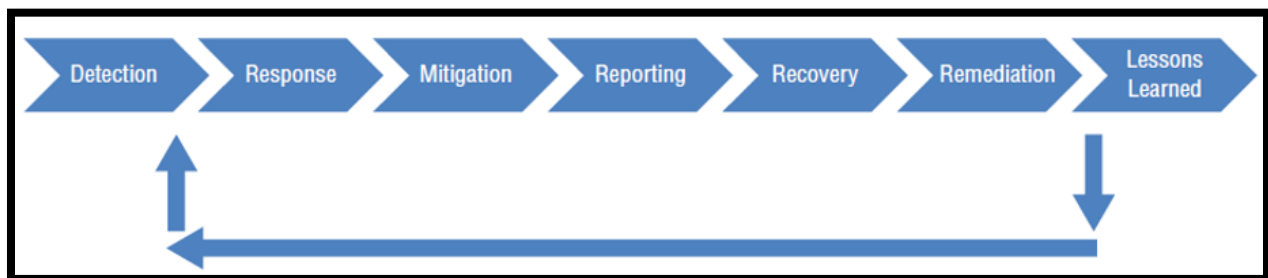 Detection
Response
Mitigation
Reporting
Recovery
Remediation
Lessons
Learned